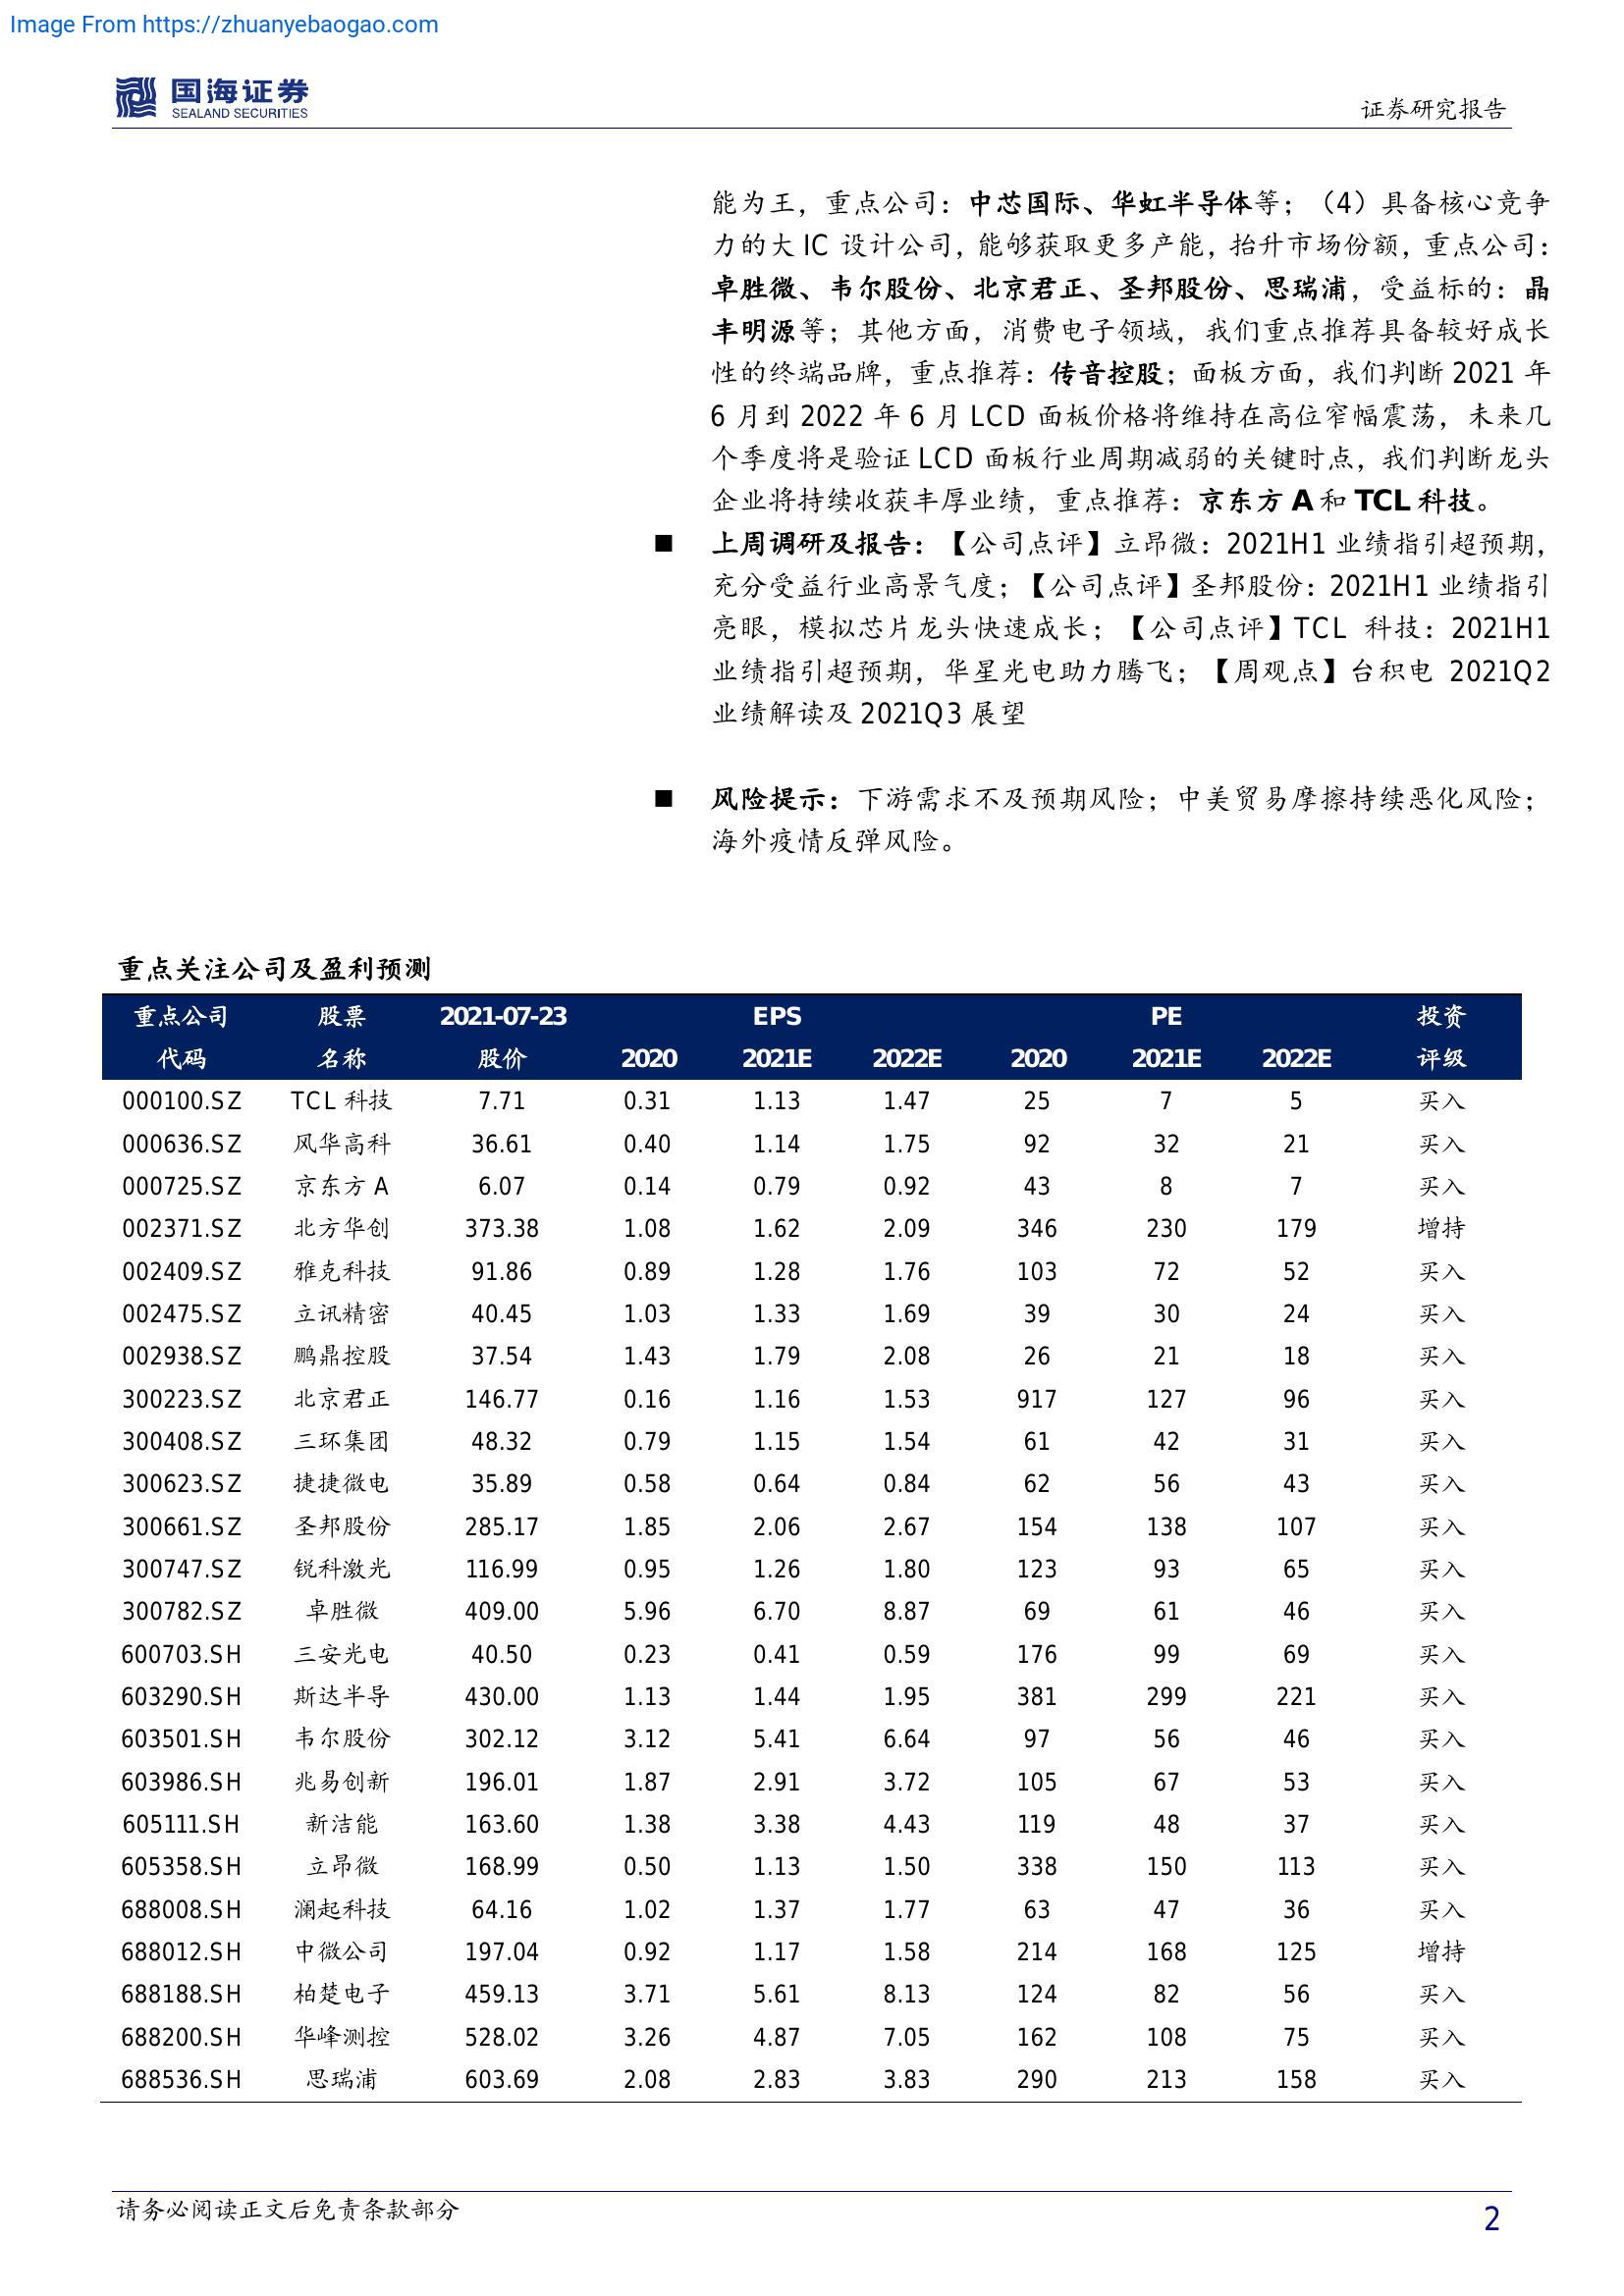 Image From https://zhuanyebaogao.com
国海证券
SEALAND SECURITIES
证券研究报告
能为王，重点公司：中芯国际、华虹半导体等；（4）具备核心竞争
力的大 IC 设计公司，能够获取更多产能，抬升市场份额，重点公司：
卓胜微、韦尔股份、北京君正、圣邦股份、思瑞浦，受益标的：晶
丰明源等；其他方面，消费电子领域，我们重点推荐具备较好成长
性的终端品牌，重点推荐：传音控股；面板方面，我们判断 2021 年
6 月到 2022 年 6 月 LCD 面板价格将维持在高位窄幅震荡，未来几
个季度将是验证 LCD 面板行业周期减弱的关键时点，我们判断龙头
企业将持续收获丰厚业绩，重点推荐：京东方 A 和 TCL 科技。
■ 上周调研及报告：【公司点评】立昂微：2021H1 业绩指引超预期，
充分受益行业高景气度；【公司点评】圣邦股份：2021H1 业绩指引
亮眼，模拟芯片龙头快速成长；【公司点评】TCL 科技：2021H1
业绩指引超预期，华星光电助力腾飞；【周观点】台积电 2021Q2
业绩解读及 2021Q3 展望
■ 风险提示：下游需求不及预期风险；中美贸易摩擦持续恶化风险；
海外疫情反弹风险。
重点关注公司及盈利预测
重点公司 股票 2021-07-23 EPS PE 投资
代码 名称 股价 2020 2021E 2022E 2020 2021E 2022E 评级
000100.SZ TCL 科技 7.71 0.31 1.13 1.47 25 7 5 买入
000636.SZ 风华高科 36.61 0.40 1.14 1.75 92 32 21 买入
000725.SZ 京东方 A 6.07 0.14 0.79 0.92 43 8 7 买入
002371.SZ 北方华创 373.38 1.08 1.62 2.09 346 230 179 增持
002409.SZ 雅克科技 91.86 0.89 1.28 1.76 103 72 52 买入
002475.SZ 立讯精密 40.45 1.03 1.33 1.69 39 30 24 买入
002938.SZ 鹏鼎控股 37.54 1.43 1.79 2.08 26 21 18 买入
300223.SZ 北京君正 146.77 0.16 1.16 1.53 917 127 96 买入
300408.SZ 三环集团 48.32 0.79 1.15 1.54 61 42 31 买入
300623.SZ 捷捷微电 35.89 0.58 0.64 0.84 62 56 43 买入
300661.SZ 圣邦股份 285.17 1.85 2.06 2.67 154 138 107 买入
300747.SZ 锐科激光 116.99 0.95 1.26 1.80 123 93 65 买入
300782.SZ 卓胜微 409.00 5.96 6.70 8.87 69 61 46 买入
600703.SH 三安光电 40.50 0.23 0.41 0.59 176 99 69 买入
603290.SH 斯达半导 430.00 1.13 1.44 1.95 381 299 221 买入
603501.SH 韦尔股份 302.12 3.12 5.41 6.64 97 56 46 买入
603986.SH 兆易创新 196.01 1.87 2.91 3.72 105 67 53 买入
605111.SH 新洁能 163.60 1.38 3.38 4.43 119 48 37 买入
605358.SH 立昂微 168.99 0.50 1.13 1.50 338 150 113 买入
688008.SH 澜起科技 64.16 1.02 1.37 1.77 63 47 36 买入
688012.SH 中微公司 197.04 0.92 1.17 1.58 214 168 125 增持
688188.SH 柏楚电子 459.13 3.71 5.61 8.13 124 82 56 买入
688200.SH 华峰测控 528.02 3.26 4.87 7.05 162 108 75 买入
688536.SH 思瑞浦 603.69 2.08 2.83 3.83 290 213 158 买入
请务必阅读正文后免责条款部分
2